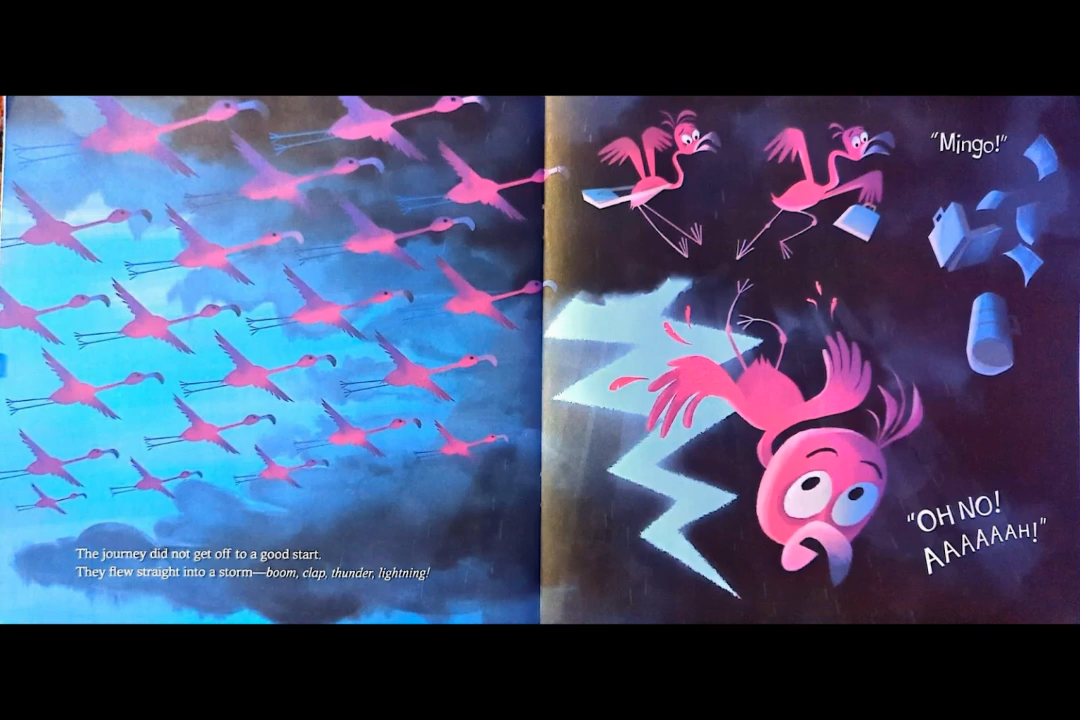 The journey did not get off to a good start.
They flew straight into a storm—boom, clap, thunder, lightning!
“Mingo!”
“OH NO!
AAAAAAH!”